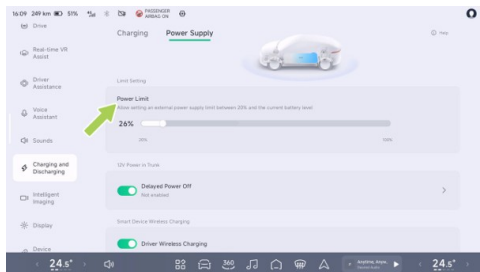 16:09 249 km 51% PASSENGER AIRBAG ON
Drive
Charging Power Supply
Help
Real-time VR Assist
Driver Assistance
Limit Setting
Power Limit
Allow setting an external power supply limit between 20% and the current battery level.
Voice Assistant
26%
20% 100%
Sounds
Charging and Discharging
12V Power in Trunk
Delayed Power Off
Not enabled
Intelligent Imaging
Smart Device Wireless Charging
Display
Driver Wireless Charging
Device
24.5° 360 Anytime, Anyw... 24.5°